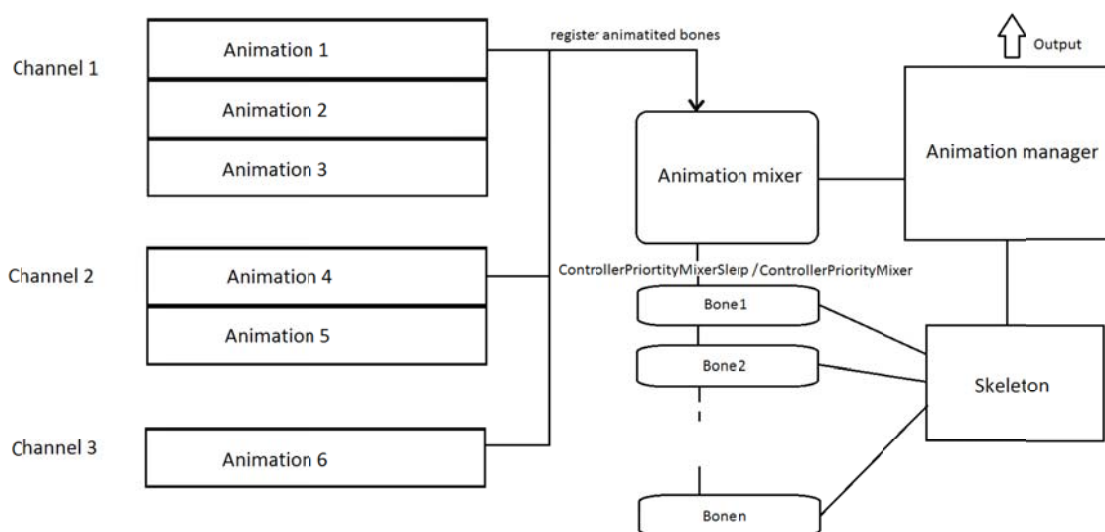 register animatited bones
Output
Channel 1
Animation 1
Animation 2
Animation 3
Animation mixer
Animation manager
Channel 2
Animation 4
Animation 5
ControllerPriortityMixerSlerp / ControllerPriorityMixer
Bone1
Bone2
Skeleton
Channel 3
Animation 6
Bonen